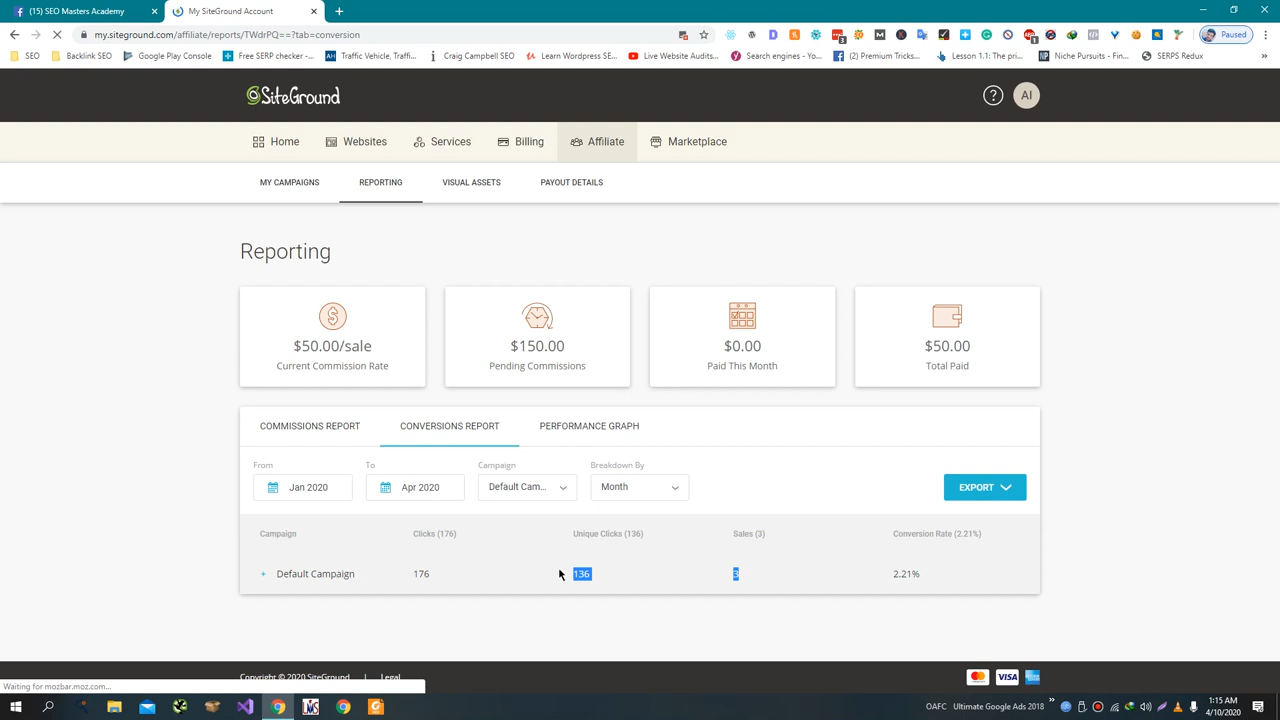 (15) SEO Masters Academy
My SiteGround Account
my.siteground.com/affiliate/reports/TWdrPQ==?tab=conversion
Paused
SEO
Backlink SEO
Google Play Console
Free SERP checker -...
Traffic Vehicle, Traffi...
Craig Campbell SEO
Learn Wordpress SE...
Live Website Audits...
Search engines - Yo...
(2) Premium Tricks...
Lesson 1.1: The pri...
Niche Pursuits - Fin...
SERPS Redux
SiteGround
AI
Home
Websites
Services
Billing
Affiliate
Marketplace
MY CAMPAIGNS
REPORTING
VISUAL ASSETS
PAYOUT DETAILS
Reporting
$50.00/sale
Current Commission Rate
$150.00
Pending Commissions
$0.00
Paid This Month
$50.00
Total Paid
COMMISSIONS REPORT
CONVERSIONS REPORT
PERFORMANCE GRAPH
From
To
Campaign
Breakdown By
Jan 2020
Apr 2020
Default Cam...
Month
EXPORT
Campaign
Clicks (176)
Unique Clicks (136)
Sales (3)
Conversion Rate (2.21%)
+ Default Campaign
176
136
3
2.21%
Copyright © 2020 SiteGround
Legal
VISA
Waiting for mozbar.moz.com...
OAFC
Ultimate Google Ads 2018
1:15 AM
4/10/2020